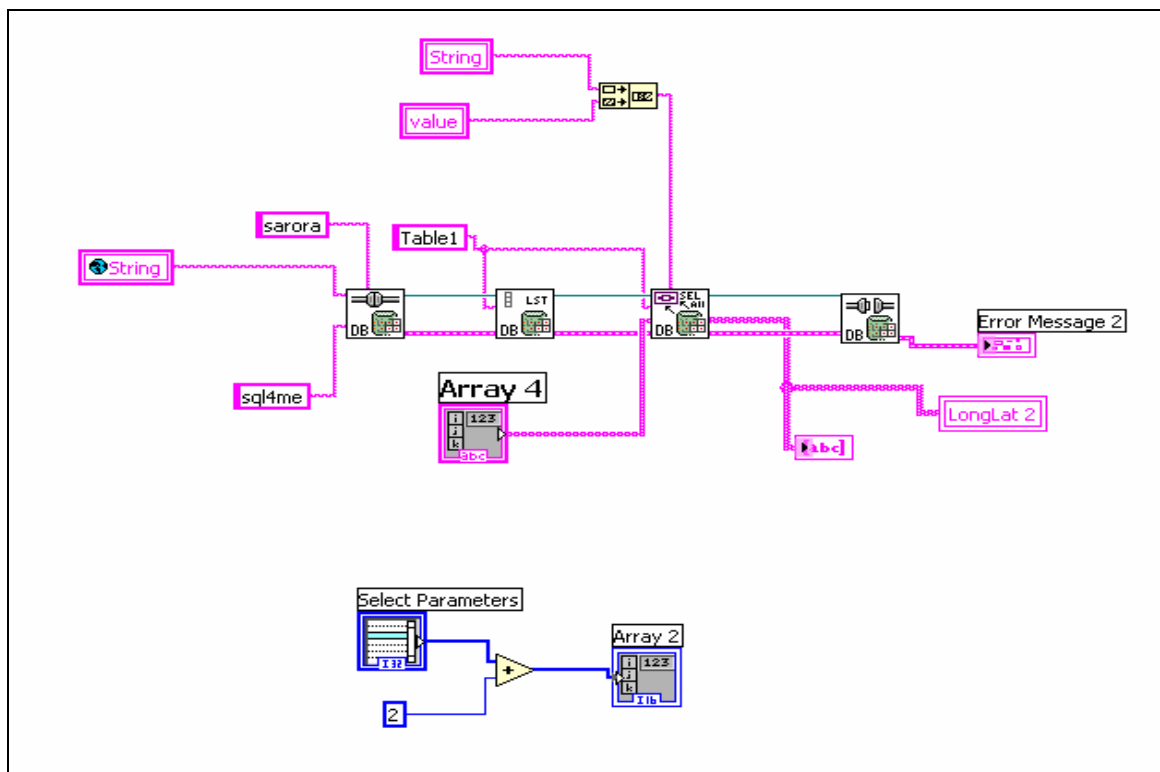 String
value
sarora
Table1
String
LST
SEL
All
DB
DB
DB
DB
Error Message 2
sql4me
Array 4
123
i
j
k
abc
LongLat 2
abc]
Select Parameters
I32
Array 2
123
i
j
k
I16
+
2